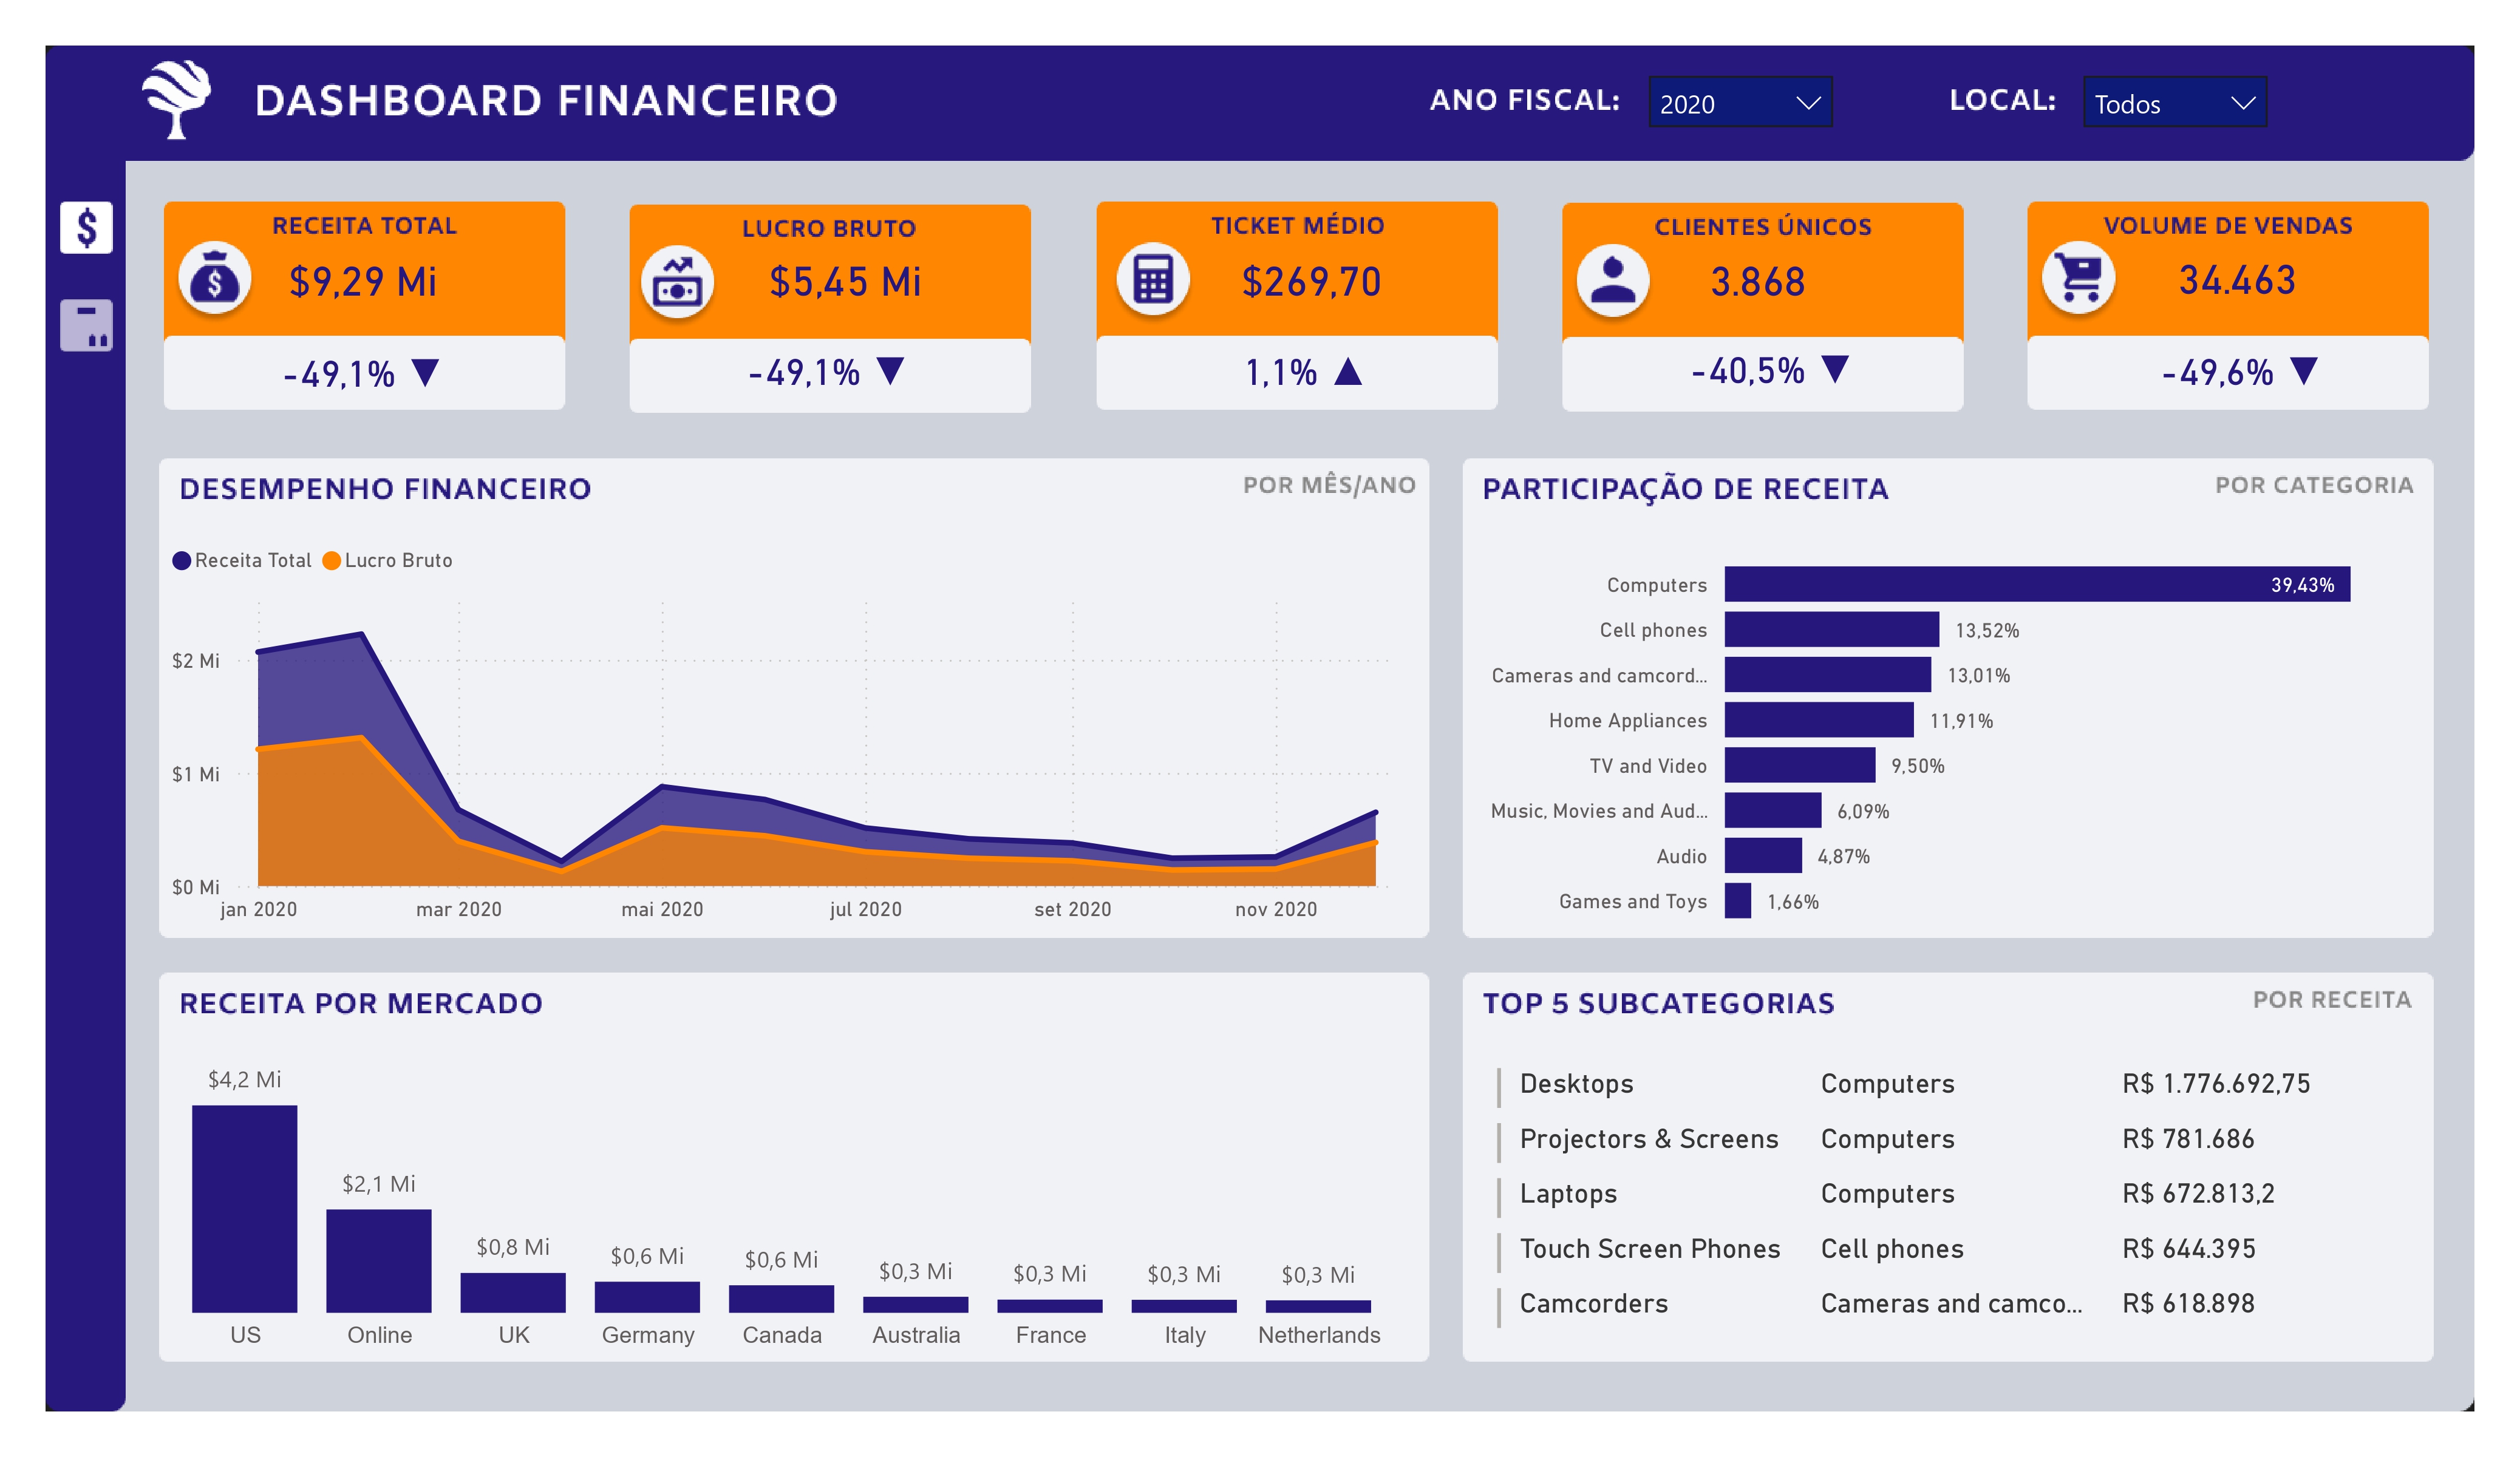 DASHBOARD FINANCEIRO
ANO FISCAL: 2020
LOCAL: Todos
RECEITA TOTAL
$9,29 Mi
-49,1% ▼
LUCRO BRUTO
$5,45 Mi
-49,1% ▼
TICKET MÉDIO
$269,70
1,1% ▲
CLIENTES ÚNICOS
3.868
-40,5% ▼
VOLUME DE VENDAS
34.463
-49,6% ▼
DESEMPENHO FINANCEIRO
POR MÊS/ANO
Receita Total Lucro Bruto
$2 Mi
$1 Mi
$0 Mi
jan 2020 mar 2020 mai 2020 jul 2020 set 2020 nov 2020
PARTICIPAÇÃO DE RECEITA
POR CATEGORIA
Computers 39,43%
Cell phones 13,52%
Cameras and camcord... 13,01%
Home Appliances 11,91%
TV and Video 9,50%
Music, Movies and Aud... 6,09%
Audio 4,87%
Games and Toys 1,66%
RECEITA POR MERCADO
$4,2 Mi $2,1 Mi $0,8 Mi $0,6 Mi $0,6 Mi $0,3 Mi $0,3 Mi $0,3 Mi $0,3 Mi
US Online UK Germany Canada Australia France Italy Netherlands
TOP 5 SUBCATEGORIAS
POR RECEITA
Desktops Computers R$ 1.776.692,75
Projectors & Screens Computers R$ 781.686
Laptops Computers R$ 672.813,2
Touch Screen Phones Cell phones R$ 644.395
Camcorders Cameras and camco... R$ 618.898